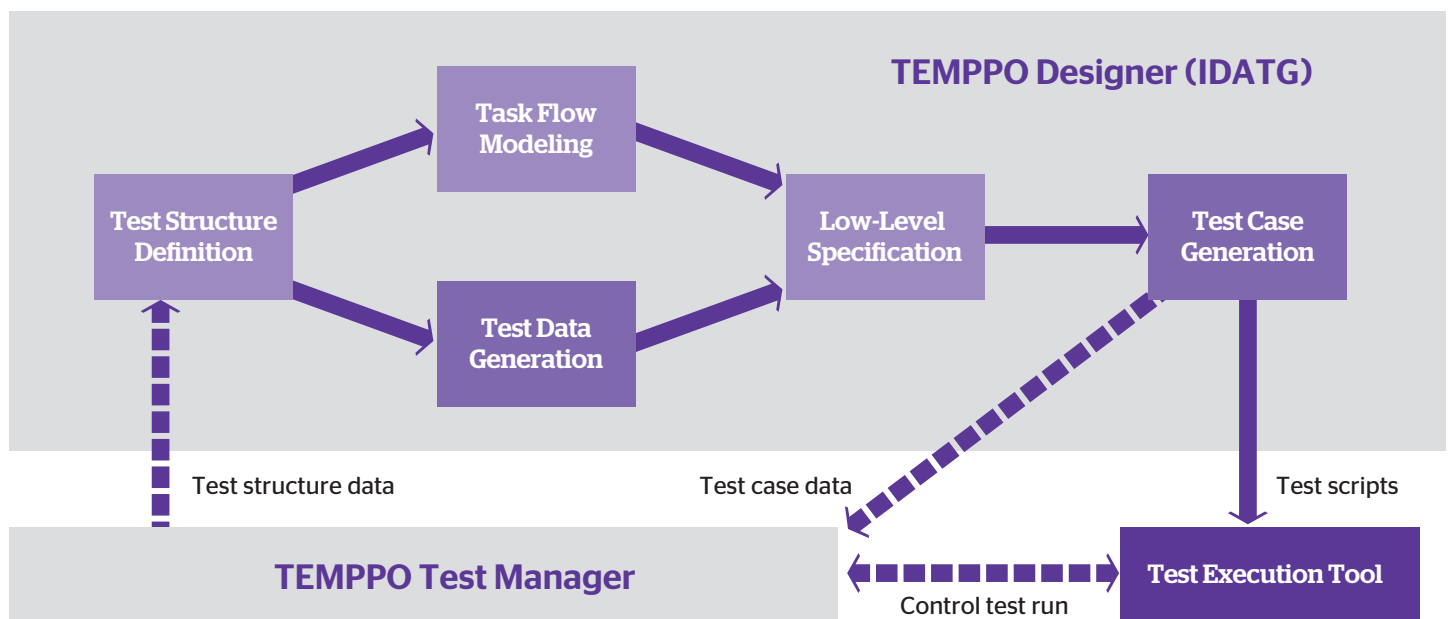 TEMPPO Designer (IDATG)
Task Flow
Modeling
Test Structure
Definition
Low-Level
Specification
Test Case
Generation
Test Data
Generation
Test structure data
Test case data
Test scripts
TEMPPO Test Manager
Control test run
Test Execution Tool